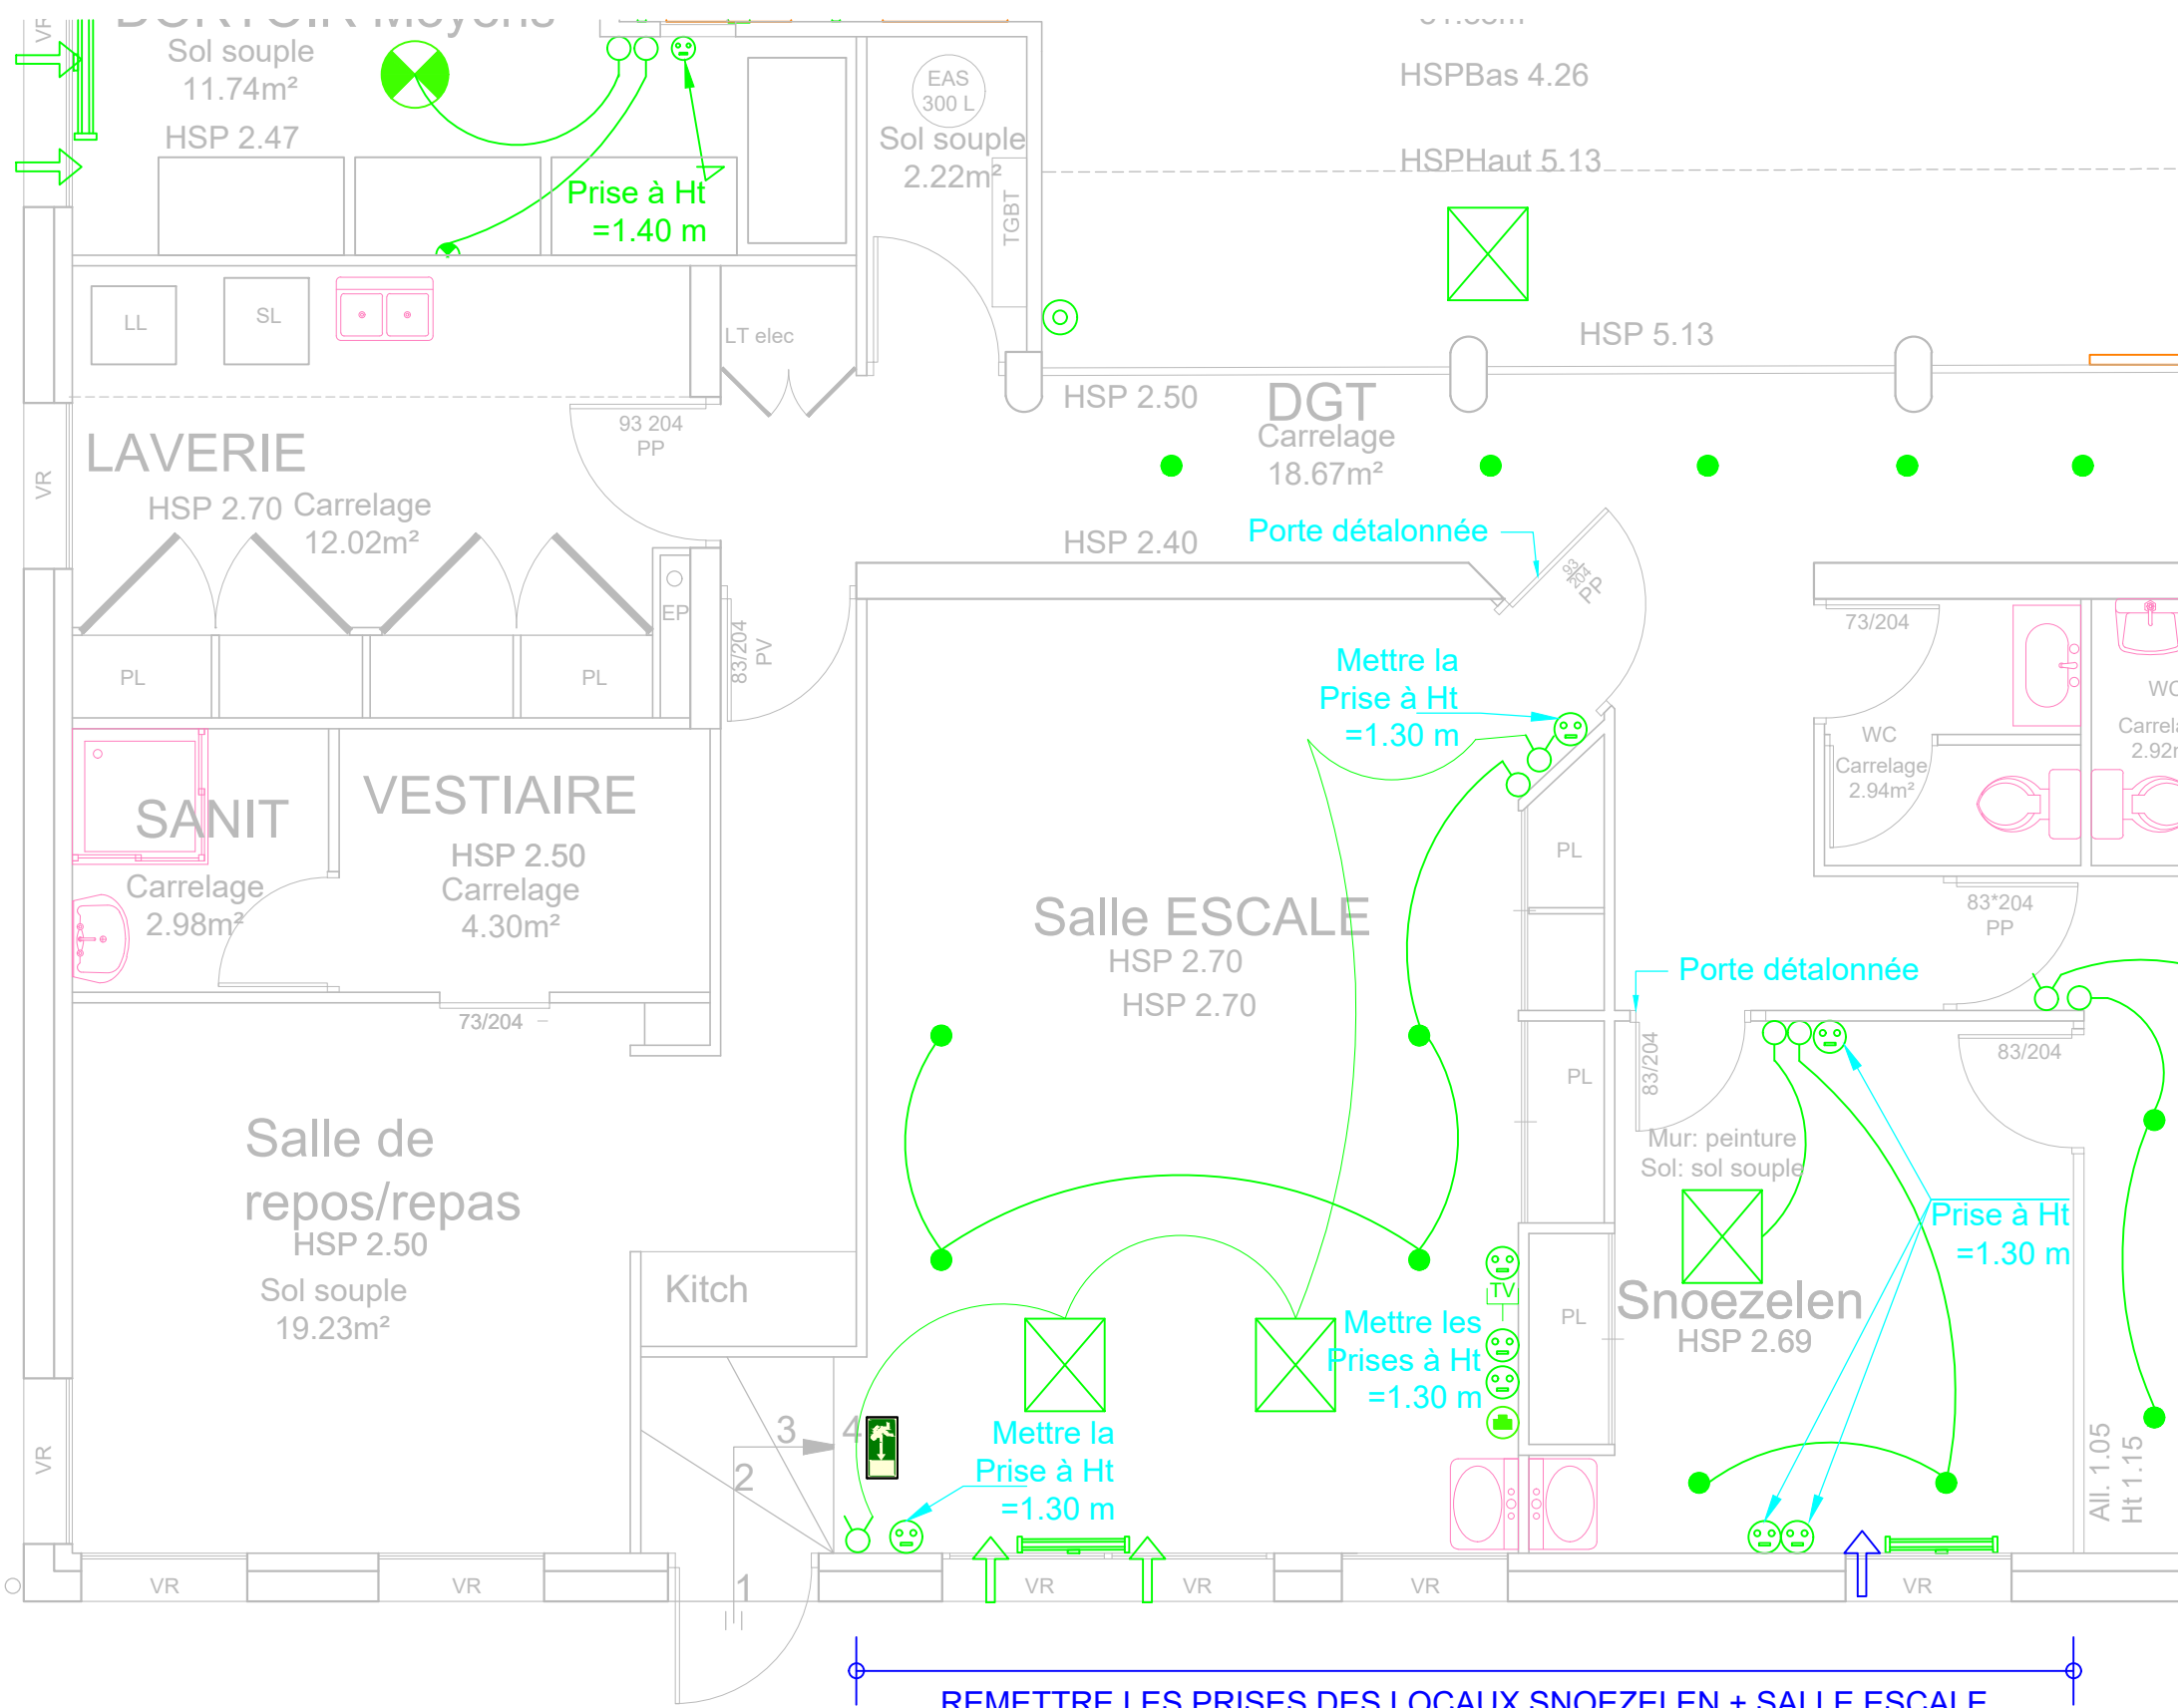 DORTOIR Moyens
Sol souple
11.74m²
HSP 2.47
VR
Prise à Ht
=1.40 m
EAS
300 L
Sol souple
2.22m²
TGBT
HSPBas 4.26
HSPHaut 5.13
HSP 5.13
LL
SL
LT elec
HSP 2.50
DGT
Carrelage
18.67m²
93 204
PP
LAVERIE
HSP 2.70
Carrelage
12.02m²
VR
HSP 2.40
Porte détalonnée
93
204
PP
EP
83/204
PV
PL
PL
73/204
WC
Carrelage
2.94m²
WC
2.92m
Mettre la
Prise à Ht
=1.30 m
SANIT
Carrelage
2.98m²
VESTIAIRE
HSP 2.50
Carrelage
4.30m²
73/204
PL
Salle ESCALE
HSP 2.70
HSP 2.70
83*204
PP
Porte détalonnée
83/204
PL
83/204
Mur: peinture
Sol: sol souple
Prise à Ht
=1.30 m
Salle de
repos/repas
HSP 2.50
Sol souple
19.23m²
Kitch
TV
Mettre les
Prises à Ht
=1.30 m
PL
Snoezelen
HSP 2.69
3
4
2
1
Mettre la
Prise à Ht
=1.30 m
All. 1.05
Ht 1.15
VR
VR
VR
VR
VR
VR
VR
REMETTRE LES PRISES DES LOCAUX SNOEZELEN + SALLE ESCALE